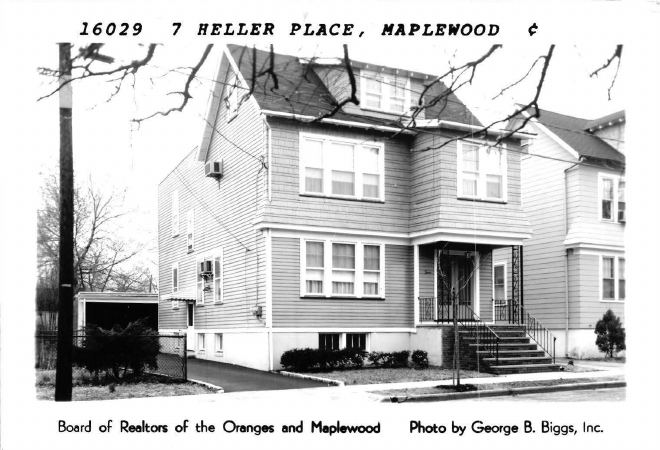 16029 7 HELLER PLACE, MAPLEWOOD ¢
Board of Realtors of the Oranges and Maplewood Photo by George B. Biggs, Inc.